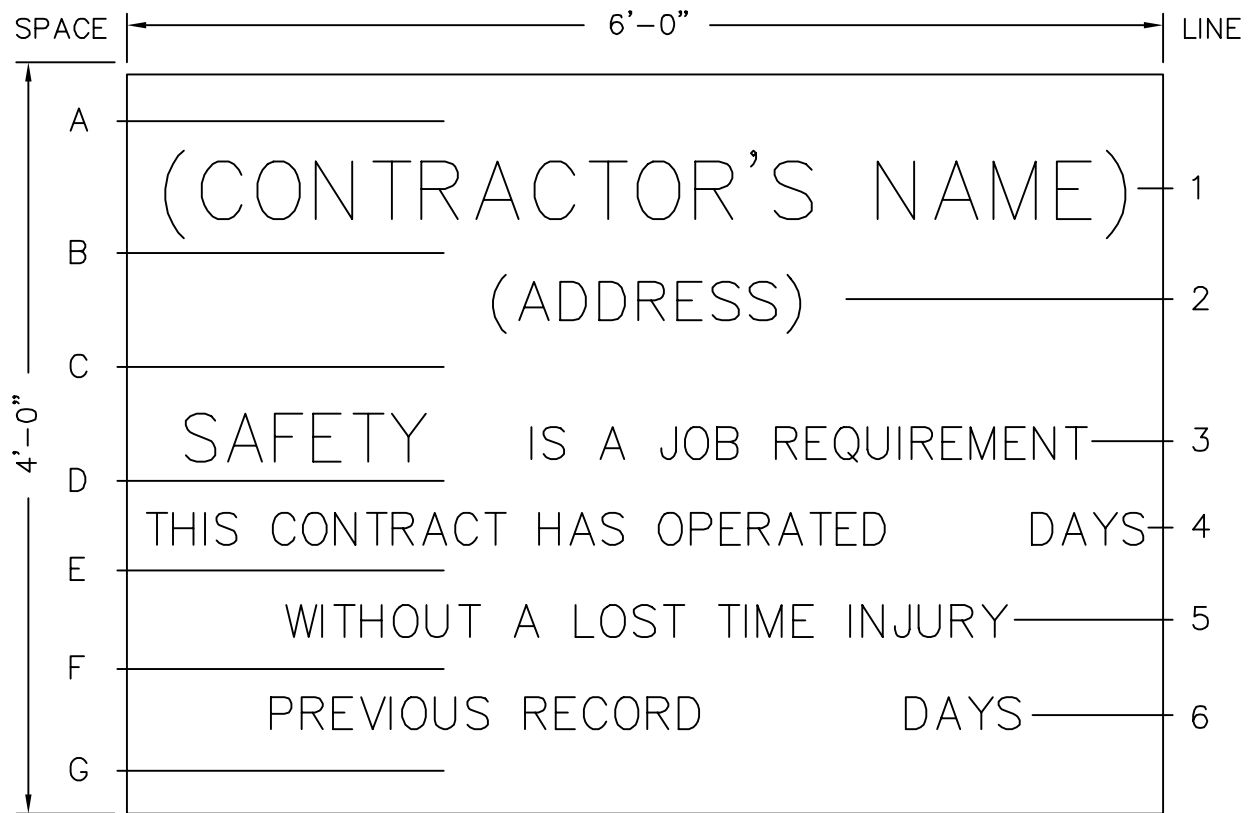 SPACE 6'-0" LINE
A
(CONTRACTOR'S NAME) 1
B
(ADDRESS) 2
C
4'-0"
SAFETY IS A JOB REQUIREMENT 3
D
THIS CONTRACT HAS OPERATED DAYS 4
E
WITHOUT A LOST TIME INJURY 5
F
PREVIOUS RECORD DAYS 6
G